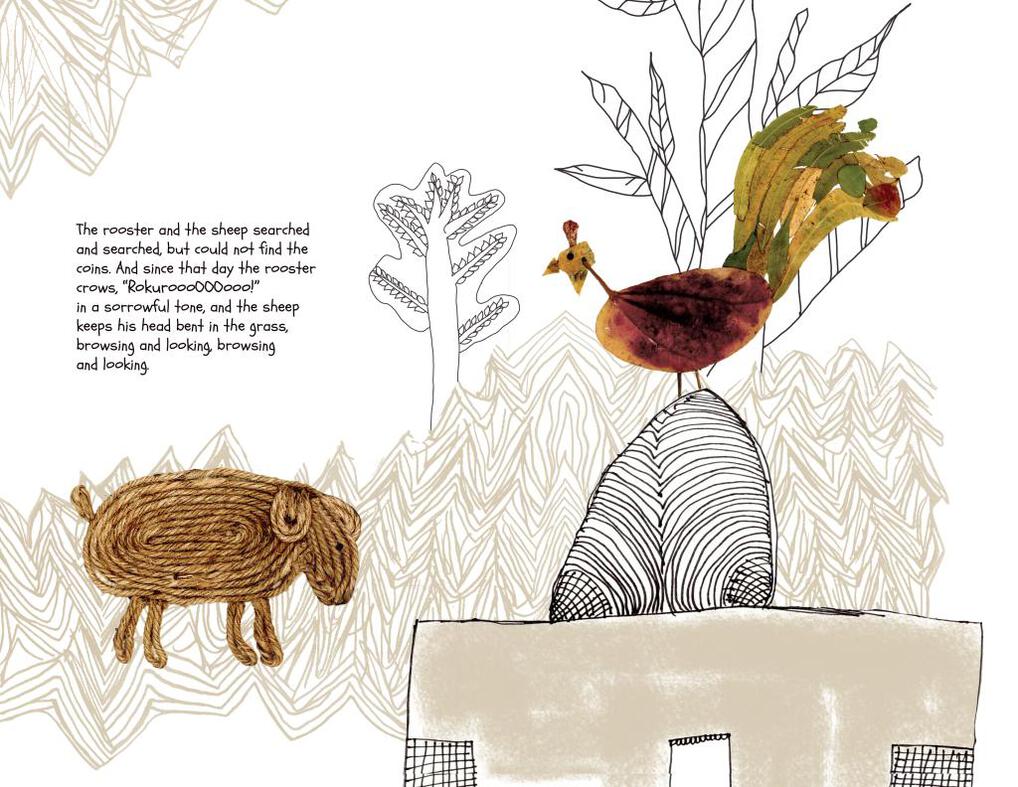 The rooster and the sheep searched
and searched, but could not find the
coins. And since that day the rooster
crows, “RokuroooOOOooo!”
in a sorrowful tone, and the sheep
keeps his head bent in the grass,
browsing and looking, browsing
and looking.